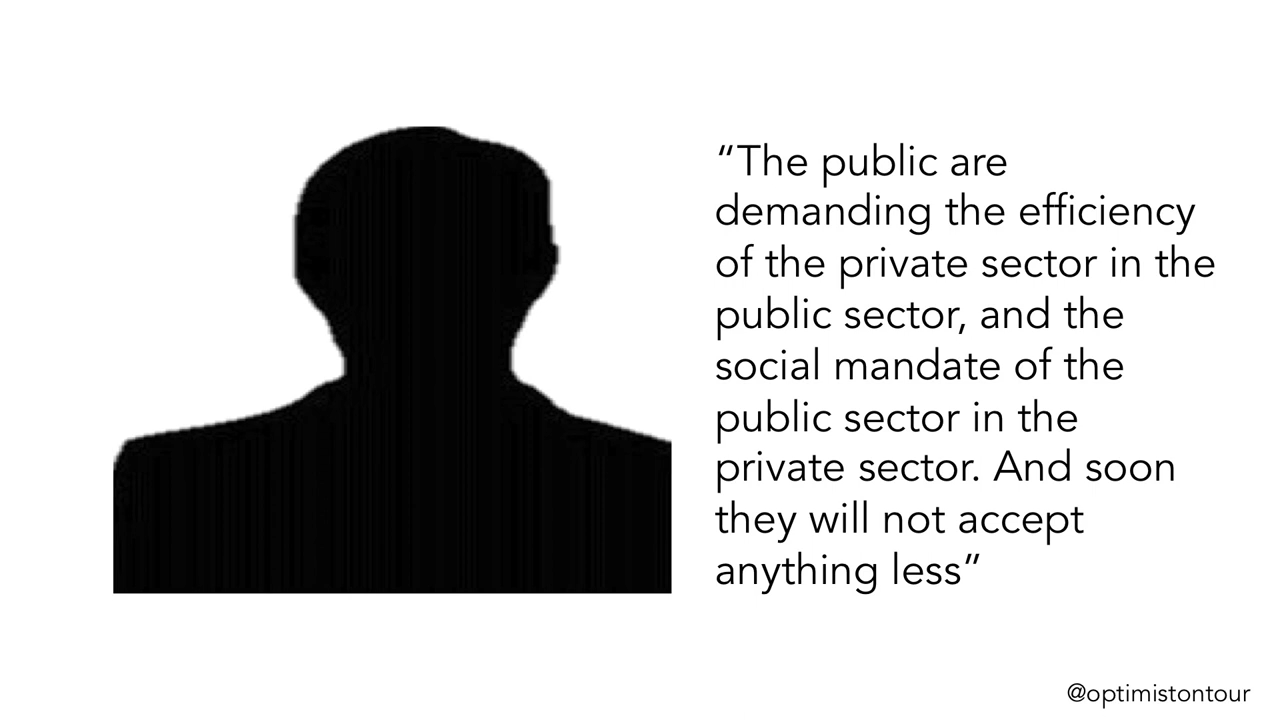 “The public are
demanding the efficiency
of the private sector in the
public sector, and the
social mandate of the
public sector in the
private sector. And soon
they will not accept
anything less”
@optimistontour